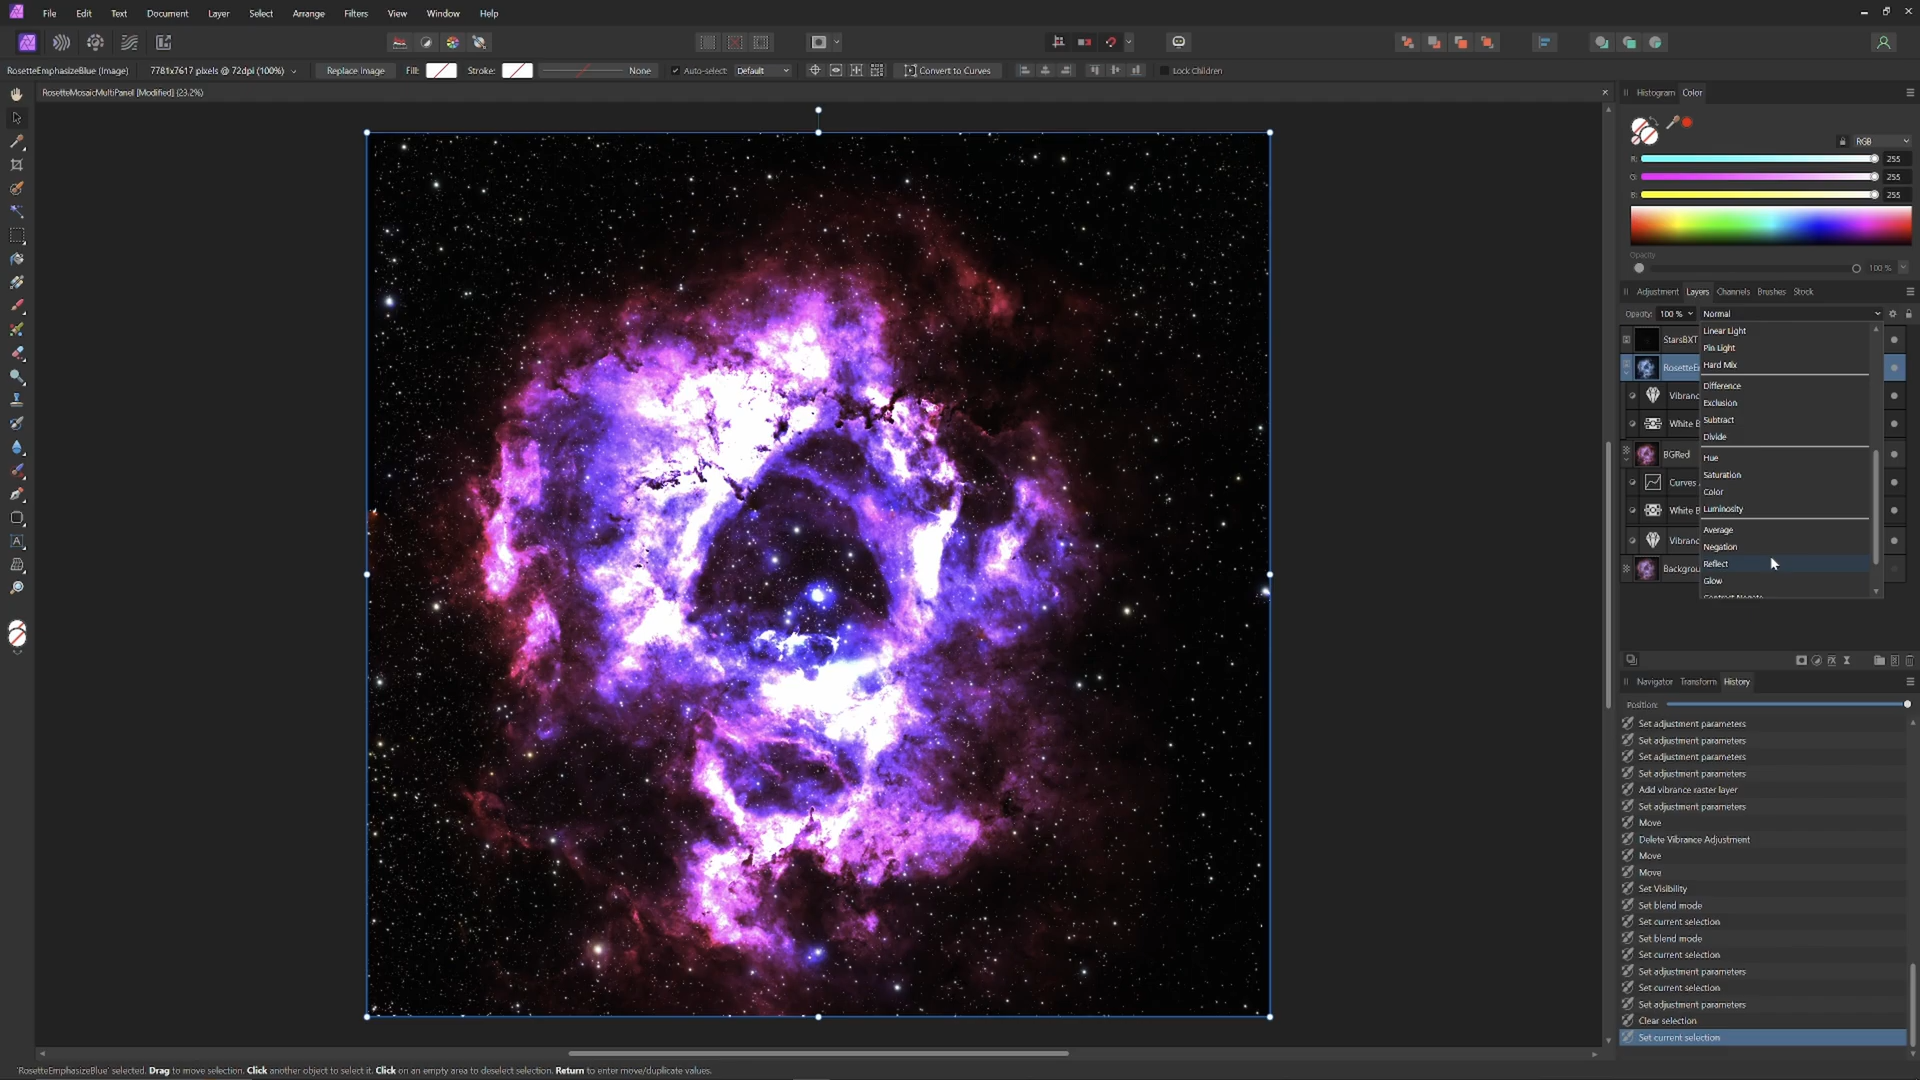 File Edit Text Document Layer Select Arrange Filters View Window Help
RosetteEmphasizeBlue (Image) 7781x7617 pixels @ 72dpi (100%) Replace Image Fill: Stroke: None Auto-select: Default Convert to Curves Lock Children
RosetteMosaicMultiPanel [Modified] (23.2%)
Histogram Color
RGB
R: 255
G: 255
B: 255
Opacity
100 %
Adjustment Layers Channels Brushes Stock
Opacity: 100 % Normal
StarsBXT
RosetteE
Vibranc
White B
BGRed
Curves
White B
Vibranc
Backgrou
Linear Light
Pin Light
Hard Mix
Difference
Exclusion
Subtract
Divide
Hue
Saturation
Color
Luminosity
Average
Negation
Reflect
Glow
Contrast Negate
Navigator Transform History
Position:
Set adjustment parameters
Set adjustment parameters
Set adjustment parameters
Set adjustment parameters
Add vibrance raster layer
Set adjustment parameters
Move
Delete Vibrance Adjustment
Move
Move
Set Visibility
Set blend mode
Set current selection
Set blend mode
Set current selection
Set adjustment parameters
Set current selection
Set adjustment parameters
Clear selection
Set current selection
'RosetteEmphasizeBlue' selected. Drag to move selection. Click another object to select it. Click on an empty area to deselect selection. Return to enter move/duplicate values.